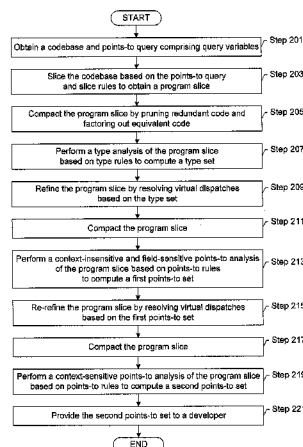 START
Step 201
Obtain a codebase and points-to query comprising query variables
Step 203
Slice the codebase based on the points-to query
and slice rules to obtain a program slice
Step 205
Compact the program slice by pruning redundant code and
factoring out equivalent code
Step 207
Perform a type analysis of the program slice
based on type rules to compute a type set
Step 209
Refine the program slice by resolving virtual dispatches
based on the type set
Step 211
Compact the program slice
Step 213
Perform a context-insensitive and field-sensitive points-to analysis
of the program slice based on points-to rules
to compute a first points-to set
Step 215
Re-refine the program slice by resolving virtual dispatches
based on the first points-to set
Step 217
Compact the program slice
Step 219
Perform a context-sensitive points-to analysis of the program slice
based on points-to rules to compute a second points-to set
Step 221
Provide the second points-to set to a developer
END